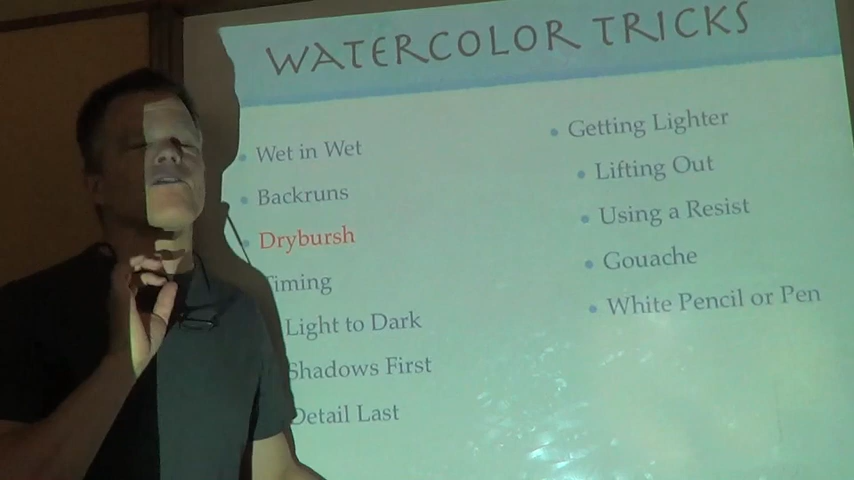 WATERCOLOR TRICKS
Wet in Wet
Backruns
Drybursh
Timing
Light to Dark
Shadows First
Detail Last
Getting Lighter
Lifting Out
Using a Resist
Gouache
White Pencil or Pen